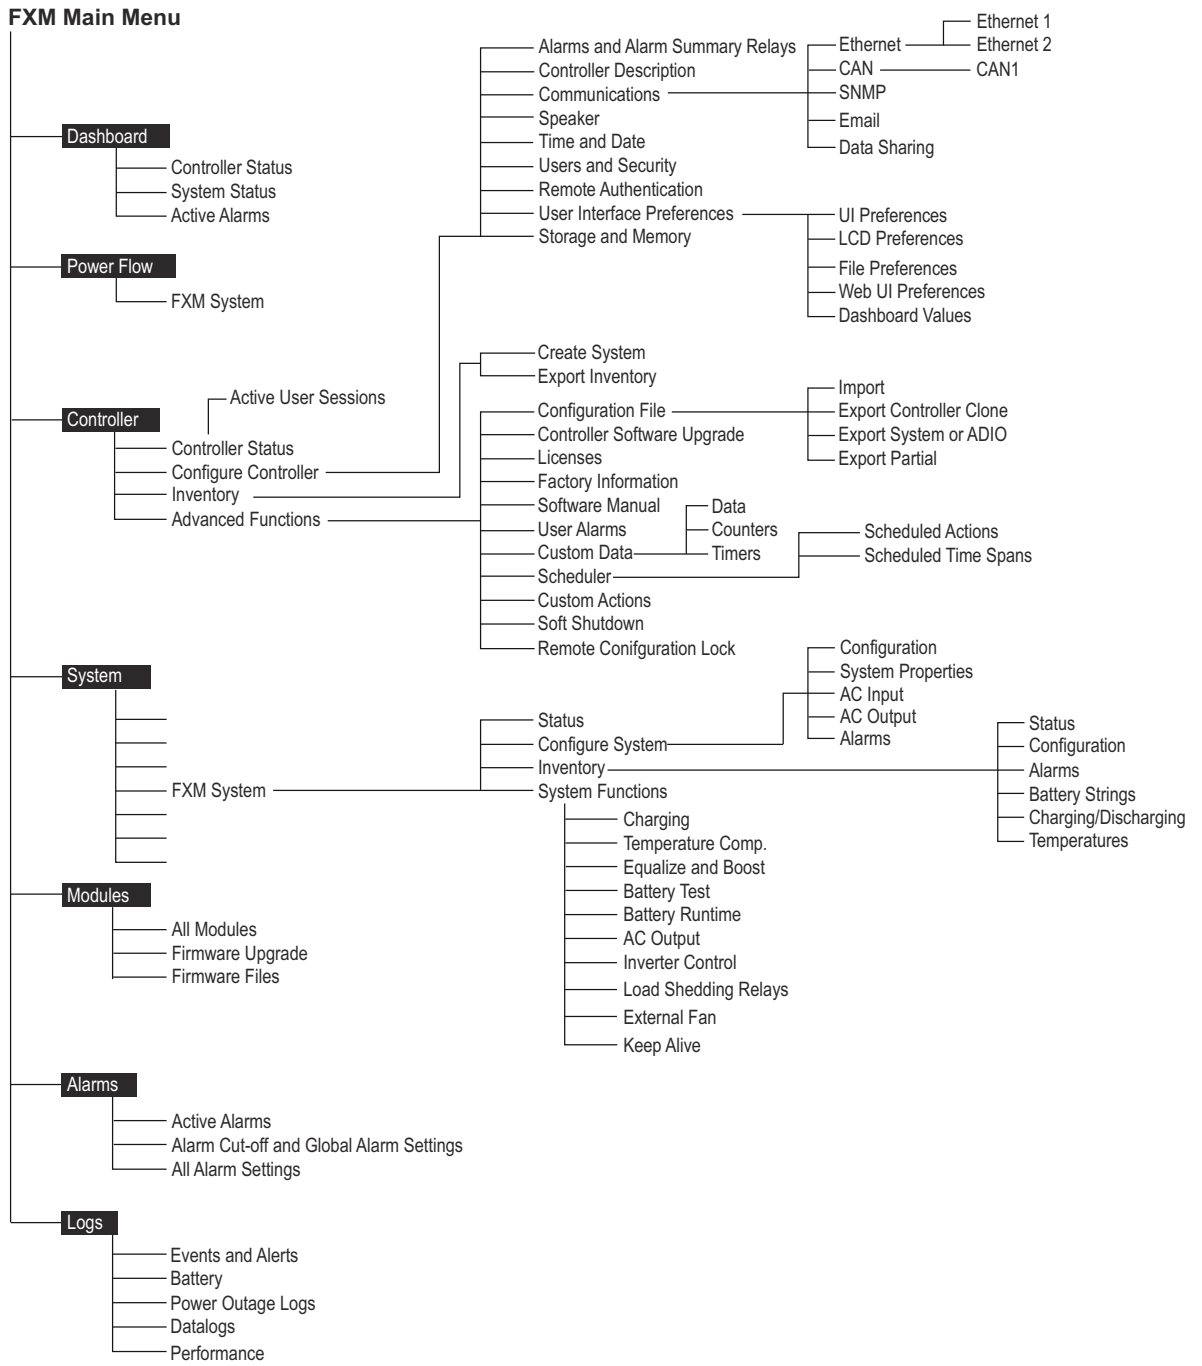 FXM Main Menu
Dashboard
Controller Status
System Status
Active Alarms
Power Flow
FXM System
Controller
Active User Sessions
Controller Status
Configure Controller
Alarms and Alarm Summary Relays
Controller Description
Communications
Ethernet
Ethernet 1
Ethernet 2
CAN
CAN1
SNMP
Email
Data Sharing
Speaker
Time and Date
Users and Security
Remote Authentication
User Interface Preferences
UI Preferences
LCD Preferences
File Preferences
Web UI Preferences
Dashboard Values
Storage and Memory
Inventory
Create System
Export Inventory
Advanced Functions
Configuration File
Import
Export Controller Clone
Export System or ADIO
Export Partial
Controller Software Upgrade
Licenses
Factory Information
Software Manual
User Alarms
Custom Data
Data
Counters
Timers
Scheduler
Scheduled Actions
Scheduled Time Spans
Custom Actions
Soft Shutdown
Remote Conifguration Lock
System
FXM System
Status
Configure System
Configuration
System Properties
AC Input
AC Output
Alarms
Inventory
Status
Configuration
Alarms
Battery Strings
Charging/Discharging
Temperatures
System Functions
Charging
Temperature Comp.
Equalize and Boost
Battery Test
Battery Runtime
AC Output
Inverter Control
Load Shedding Relays
External Fan
Keep Alive
Modules
All Modules
Firmware Upgrade
Firmware Files
Alarms
Active Alarms
Alarm Cut-off and Global Alarm Settings
All Alarm Settings
Logs
Events and Alerts
Battery
Power Outage Logs
Datalogs
Performance